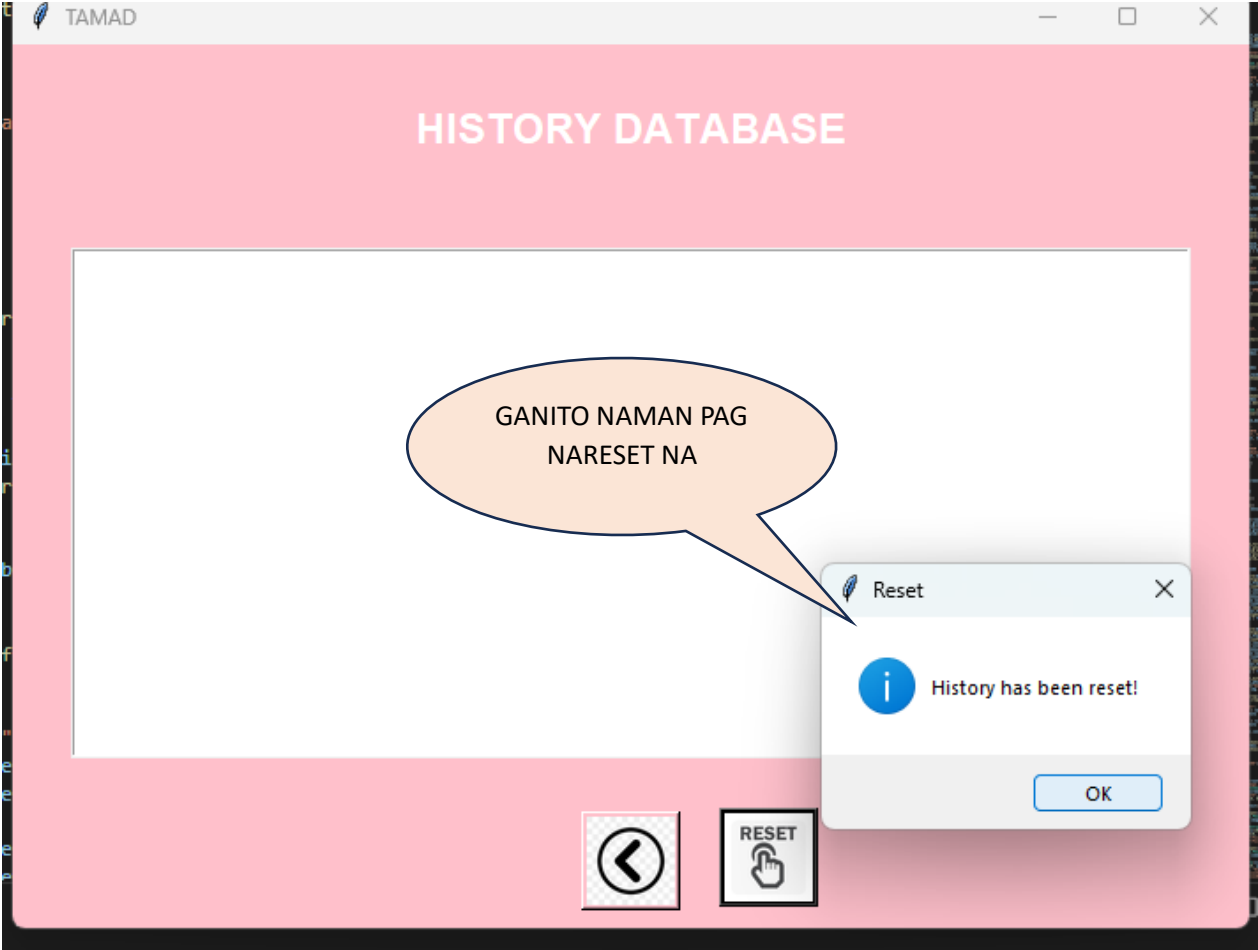 TAMAD
HISTORY DATABASE
GANITO NAMAN PAG
NARESET NA
Reset
History has been reset!
OK
RESET